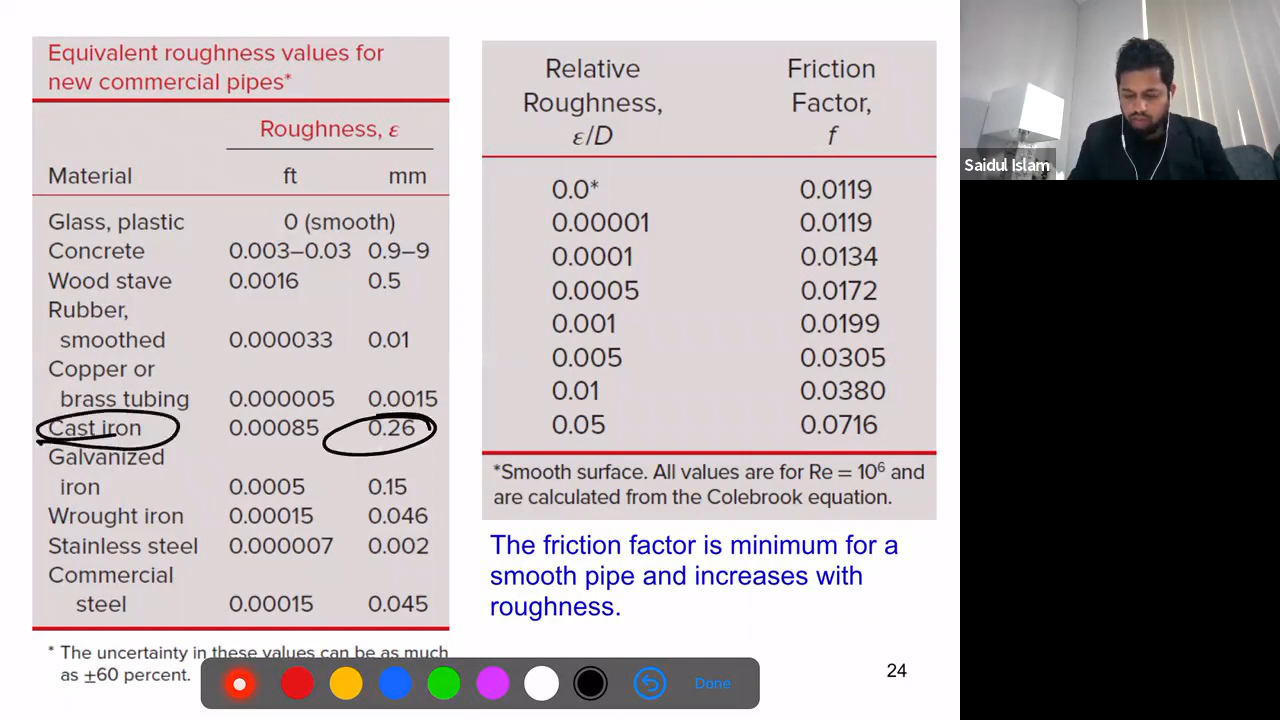 Equivalent roughness values for
new commercial pipes*
Roughness, ε
Material ft mm
Glass, plastic 0 (smooth)
Concrete 0.003–0.03 0.9–9
Wood stave 0.0016 0.5
Rubber,
smoothed 0.000033 0.01
Copper or
brass tubing 0.000005 0.0015
Cast iron 0.00085 0.26
Galvanized
iron 0.0005 0.15
Wrought iron 0.00015 0.046
Stainless steel 0.000007 0.002
Commercial
steel 0.00015 0.045
* The uncertainty in these values can be as much
as ±60 percent.
Relative Friction
Roughness, Factor,
ε/D f
0.0* 0.0119
0.00001 0.0119
0.0001 0.0134
0.0005 0.0172
0.001 0.0199
0.005 0.0305
0.01 0.0380
0.05 0.0716
*Smooth surface. All values are for Re = 10⁶ and
are calculated from the Colebrook equation.
The friction factor is minimum for a
smooth pipe and increases with
roughness.
24
Done
Saidul Islam